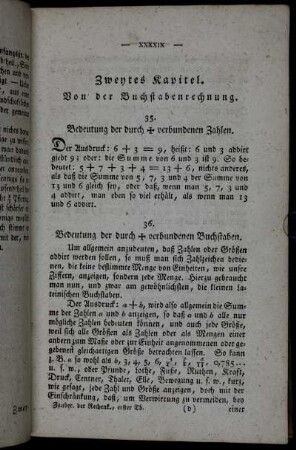 — XXXXIX —
Zweytes Kapitel.
Von der Buchstabenrechnung.
35.
Bedeutung der durch + verbundenen Zahlen.
Der Ausdruck: 6 + 3 = 9, heißt: 6 und 3 addirt
giebt 9; oder: die Summe von 6 und 3 ist 9. So be-
deutet: 5 + 7 + 3 + 4 = 13 + 6, nichts anderes,
als daß die Summe von 5, 7, 3 und 4 der Summe von
13 und 6 gleich sey, oder daß, wenn man 5, 7, 3 und
4 addirt, man eben so viel erhält, als wenn man 13
und 6 addirt.
36.
Bedeutung der durch + verbundenen Buchstaben.
Um allgemein anzudeuten, daß Zahlen oder Größen
addirt werden sollen, so muß man sich Zahlzeichen bedie-
nen, die keine bestimmte Menge von Einheiten, wie unsre
Ziffern, anzeigen, sondern jede Menge. Hiezu gebraucht
man nun, und zwar am gewöhnlichsten, die kleinen la-
teinischen Buchstaben.
Der Ausdruck: a + b, wird also allgemein die Sum-
me der Zahlen a und b anzeigen, so daß a und b alle nur
mögliche Zahlen bedeuten können, und auch jede Größe,
weil sich alle Größen als Zahlen oder als Mengen einer
andern zum Maße oder zur Einheit angenommenen oder ge-
gebenen gleichartigen Größe betrachten lassen. So kann
z. B. a so wohl als b, 3, 4, 5, 6,
u. s. w., oder Pfunde, Lothe, Fuße, Ruthen, Kraft,
Druck, Centner, Thaler, Elle, Bewegung u. s. w., kurz,
wie gesagt, jede Zahl und Größe anzeigen, doch mit der
Einschränkung, daß, um Verwirrung zu vermeiden, bey
der Rechenk., erster Th. (D) einer